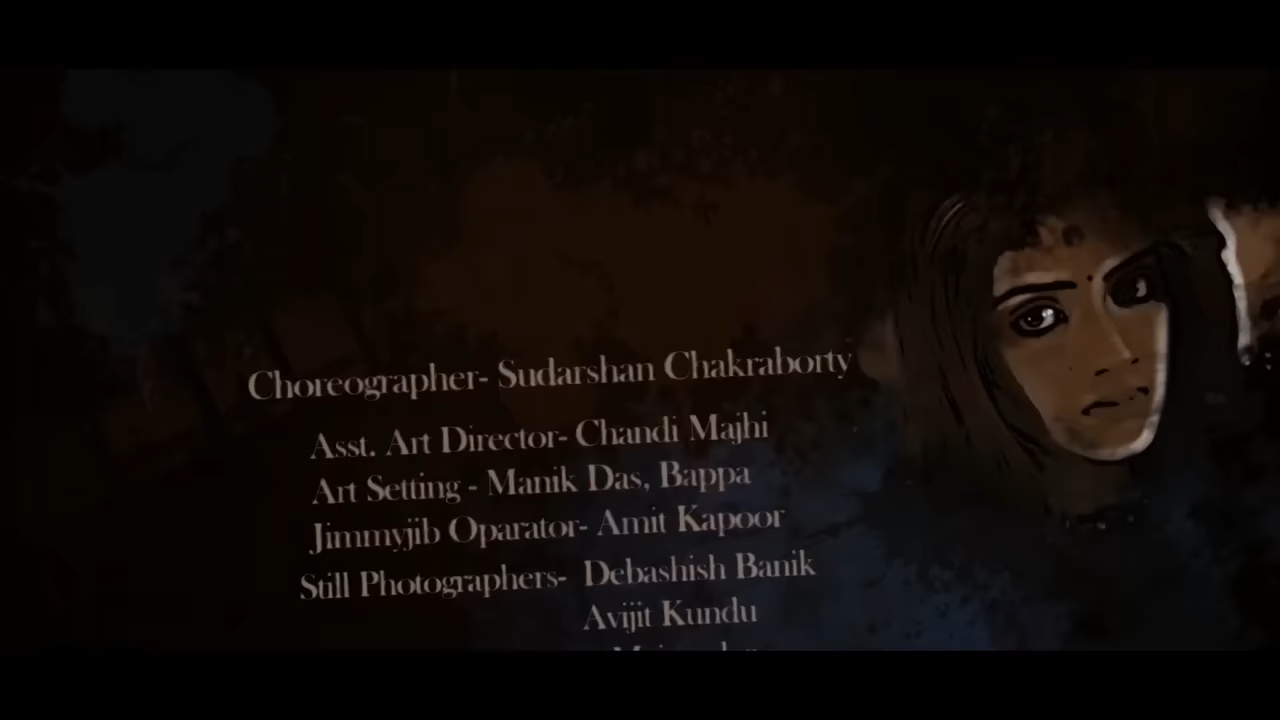 Choreographer- Sudarshan Chakraborty
Asst. Art Director- Chandi Majhi
Art Setting - Manik Das, Bappa
Jimmyjib Oparator- Amit Kapoor
Still Photographers- Debashish Banik
Avijit Kundu